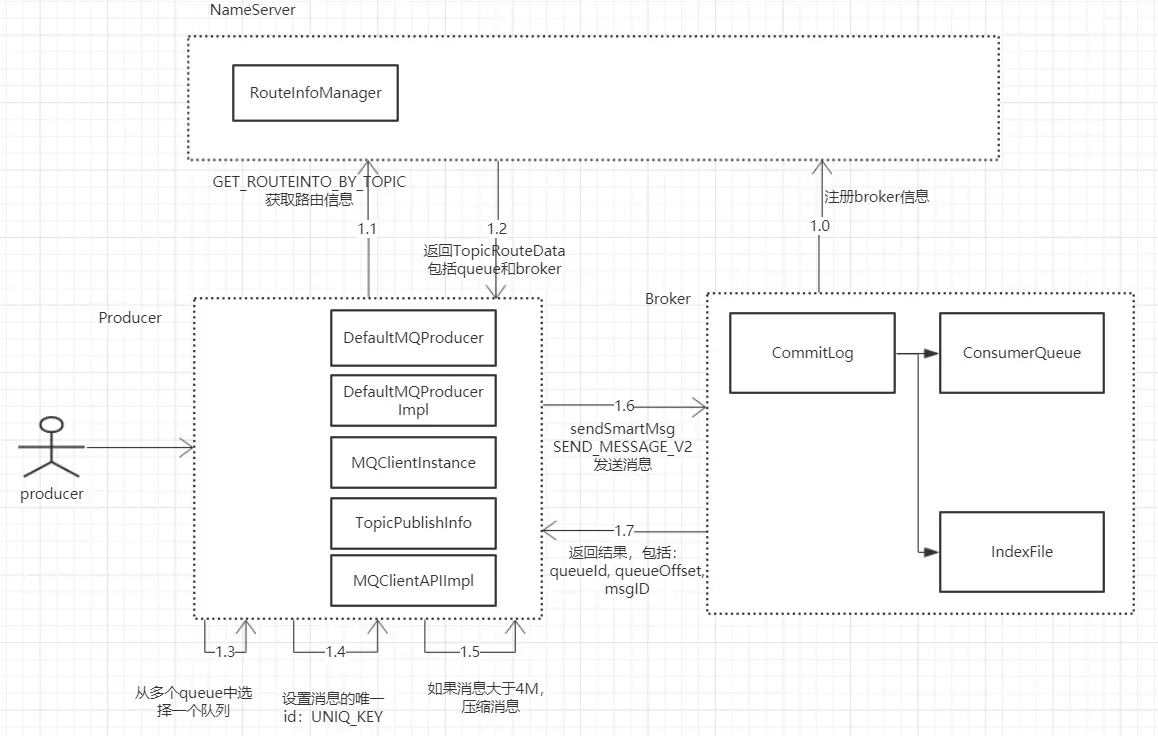 NameServer
RouteInfoManager
GET_ROUTEINTO_BY_TOPIC
获取路由信息
1.1
1.2
返回TopicRouteData
包括queue和broker
注册broker信息
1.0
Producer
DefaultMQProducer
DefaultMQProducer
Impl
MQClientInstance
TopicPublishInfo
MQClientAPIImpl
producer
Broker
CommitLog
ConsumerQueue
IndexFile
1.6
sendSmartMsg
SEND_MESSAGE_V2
发送消息
1.7
返回结果，包括：
queueId, queueOffset,
msgID
1.3
从多个queue中选
择一个队列
1.4
设置消息的唯一
id：UNIQ_KEY
1.5
如果消息大于4M，
压缩消息